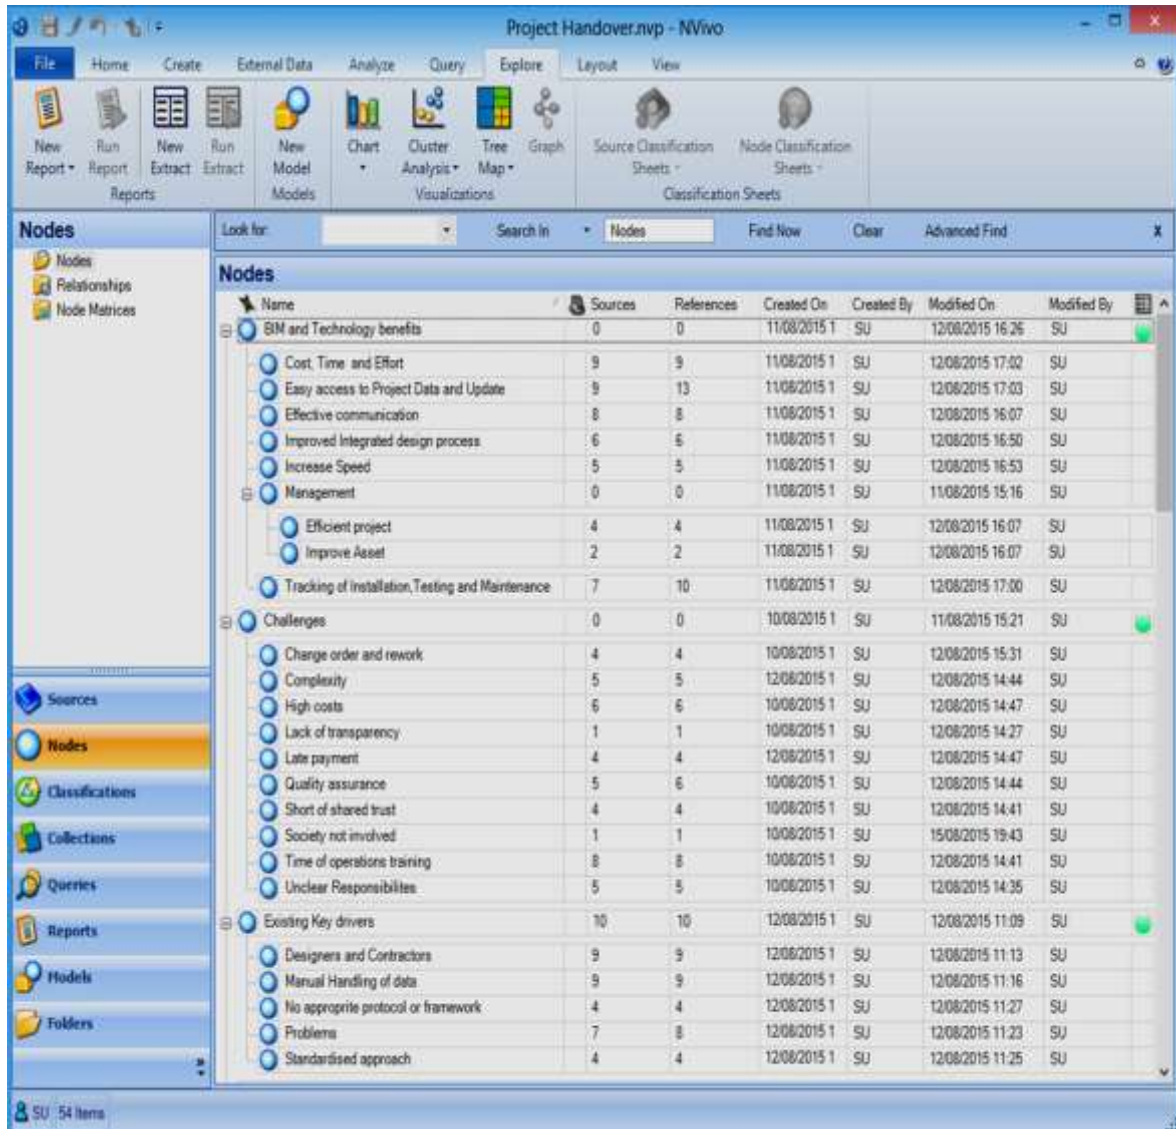 Project Handover.nvp - NVivo
File Home Create External Data Analyze Query Explore Layout View
New Report Run Report New Extract Run Extract New Model Chart Cluster Analysis Tree Map Graph Source Classification Sheets Node Classification Sheets
Reports Models Visualizations Classification Sheets
Nodes
Nodes
Relationships
Node Matrices
Sources
Nodes
Classifications
Collections
Queries
Reports
Models
Folders
Look for: Search In Nodes Find Now Clear Advanced Find X
Nodes
Name Sources References Created On Created By Modified On Modified By
BIM and Technology benefits 0 0 11/08/2015 1 SU 12/08/2015 16:26 SU
Cost, Time and Effort 9 9 11/08/2015 1 SU 12/08/2015 17:02 SU
Easy access to Project Data and Update 9 13 11/08/2015 1 SU 12/08/2015 17:03 SU
Effective communication 8 8 11/08/2015 1 SU 12/08/2015 16:07 SU
Improved Integrated design process 6 6 11/08/2015 1 SU 12/08/2015 16:50 SU
Increase Speed 5 5 11/08/2015 1 SU 12/08/2015 16:53 SU
Management 0 0 11/08/2015 1 SU 11/08/2015 15:16 SU
Efficient project 4 4 11/08/2015 1 SU 12/08/2015 16:07 SU
Improve Asset 2 2 11/08/2015 1 SU 12/08/2015 16:07 SU
Tracking of Installation,Testing and Maintenance 7 10 11/08/2015 1 SU 12/08/2015 17:00 SU
Challenges 0 0 10/08/2015 1 SU 11/08/2015 15:21 SU
Change order and rework 4 4 10/08/2015 1 SU 12/08/2015 15:31 SU
Complexity 5 5 12/08/2015 1 SU 12/08/2015 14:44 SU
High costs 6 6 10/08/2015 1 SU 12/08/2015 14:47 SU
Lack of transparency 1 1 10/08/2015 1 SU 12/08/2015 14:27 SU
Late payment 4 4 12/08/2015 1 SU 12/08/2015 14:47 SU
Quality assurance 5 6 10/08/2015 1 SU 12/08/2015 14:44 SU
Short of shared trust 4 4 10/08/2015 1 SU 12/08/2015 14:41 SU
Society not involved 1 1 10/08/2015 1 SU 15/08/2015 19:43 SU
Time of operations training 8 8 10/08/2015 1 SU 12/08/2015 14:41 SU
Unclear Responsibilites 5 5 10/08/2015 1 SU 12/08/2015 14:35 SU
Existing Key drivers 10 10 12/08/2015 1 SU 12/08/2015 11:09 SU
Designers and Contractors 9 9 12/08/2015 1 SU 12/08/2015 11:13 SU
Manual Handling of data 9 9 12/08/2015 1 SU 12/08/2015 11:16 SU
No approprite protocol or framework 4 4 12/08/2015 1 SU 12/08/2015 11:27 SU
Problems 7 8 12/08/2015 1 SU 12/08/2015 11:23 SU
Standardised approach 4 4 12/08/2015 1 SU 12/08/2015 11:25 SU
SU 54 Items